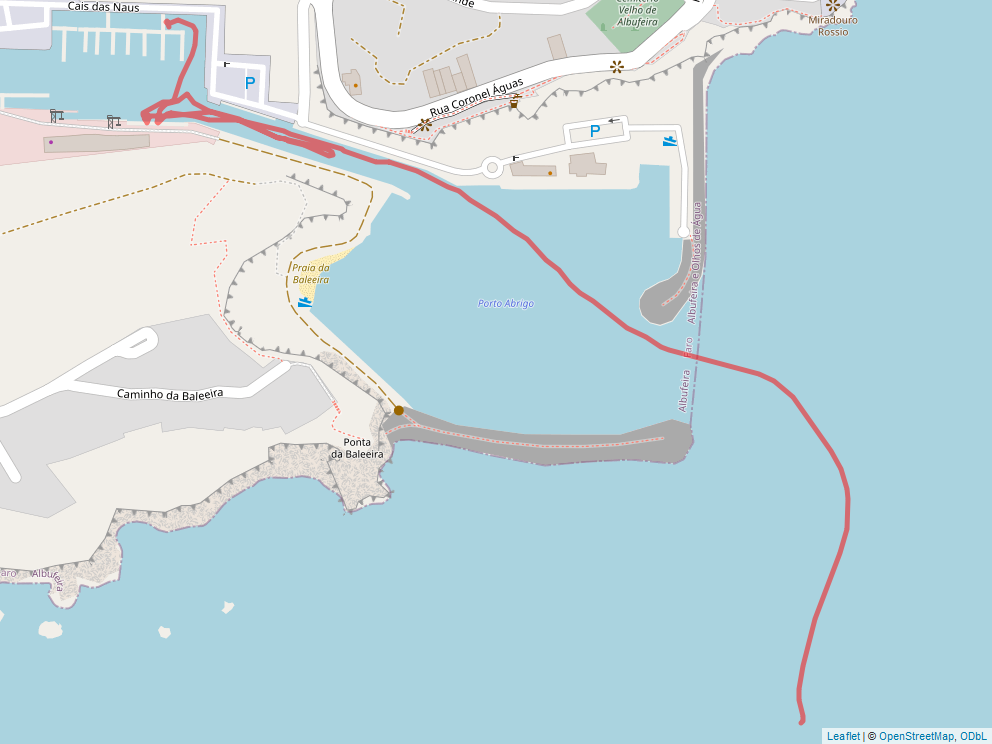 Cais das Naus
Cemitério
Velho de
Albufeira
Miradouro
Rossio
P
Rua Coronel Águas
P
Albufeira e Olhos de Água
Praia da
Baleeira
Porto Abrigo
Faro
Albufeira
Caminho da Baleeira
Ponta
da Baleeira
Albufeira
Leaflet | © OpenStreetMap, ODbL